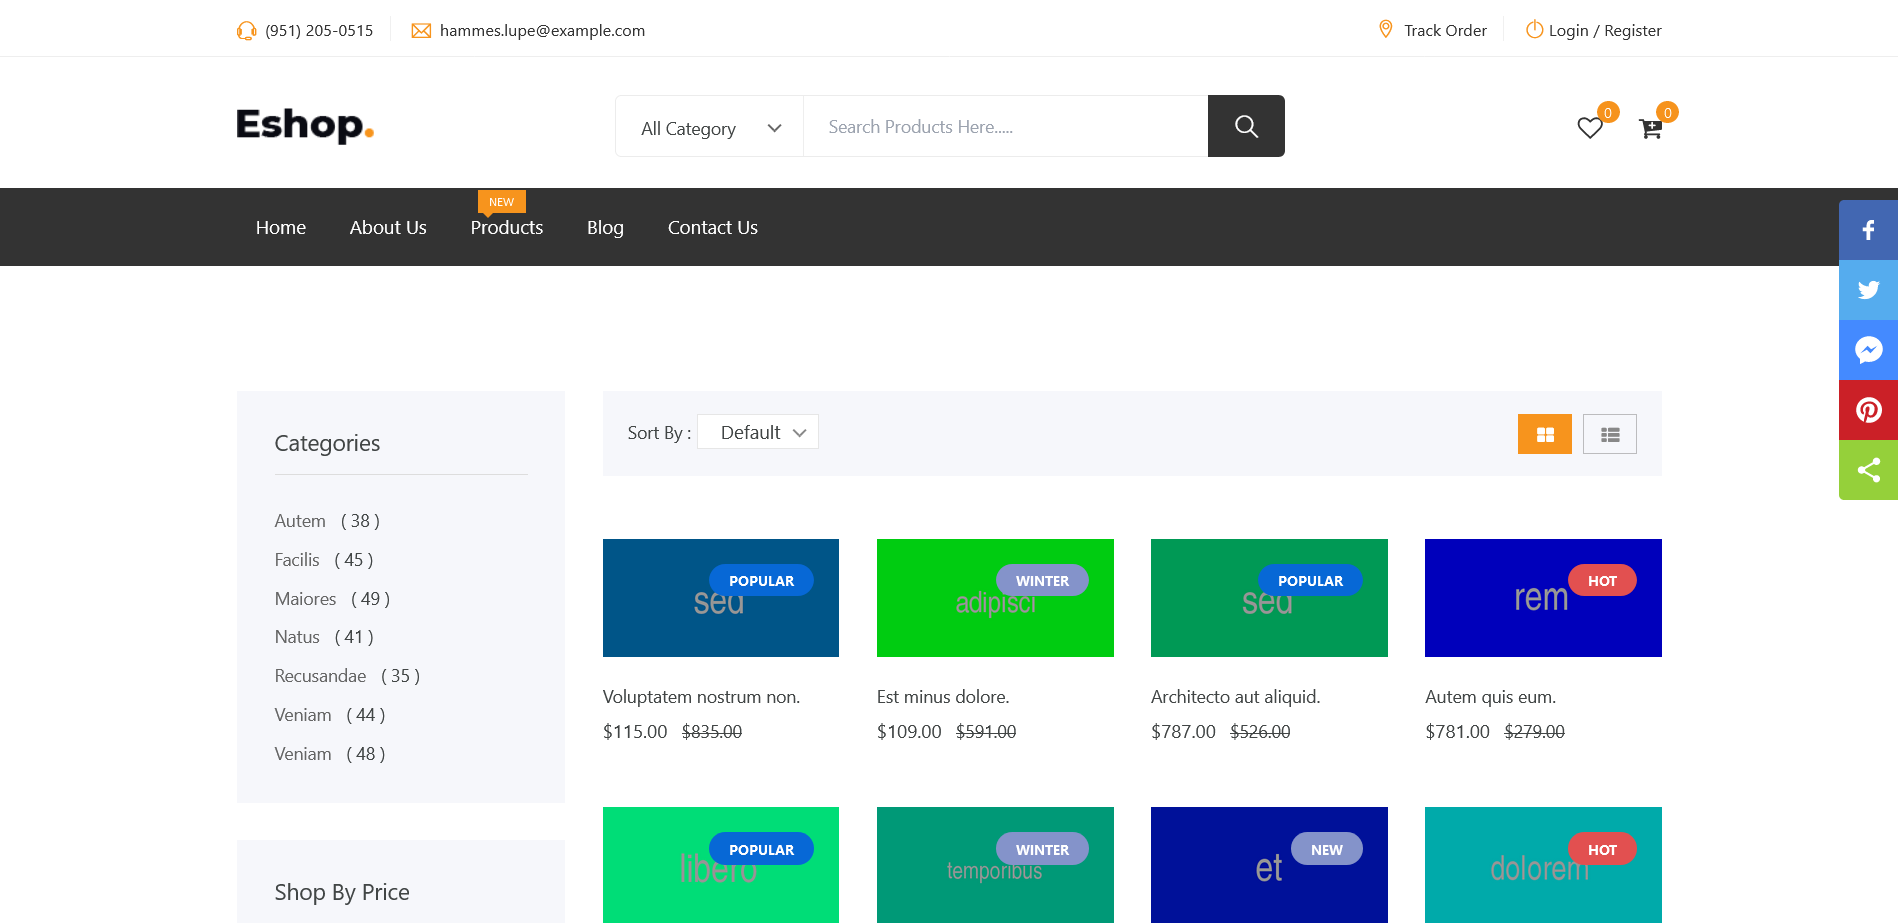 (951) 205-0515
hammes.lupe@example.com
Track Order
Login / Register
Eshop.
All Category
Search Products Here.....
0
0
NEW
Home
About Us
Products
Blog
Contact Us
Categories
Autem ( 38 )
Facilis ( 45 )
Maiores ( 49 )
Natus ( 41 )
Recusandae ( 35 )
Veniam ( 44 )
Veniam ( 48 )
Shop By Price
Sort By :
Default
POPULAR
sed
Voluptatem nostrum non.
$115.00 $835.00
WINTER
adipisci
Est minus dolore.
$109.00 $591.00
POPULAR
sed
Architecto aut aliquid.
$787.00 $526.00
HOT
rem
Autem quis eum.
$781.00 $279.00
POPULAR
libero
WINTER
temporibus
NEW
et
HOT
dolorem